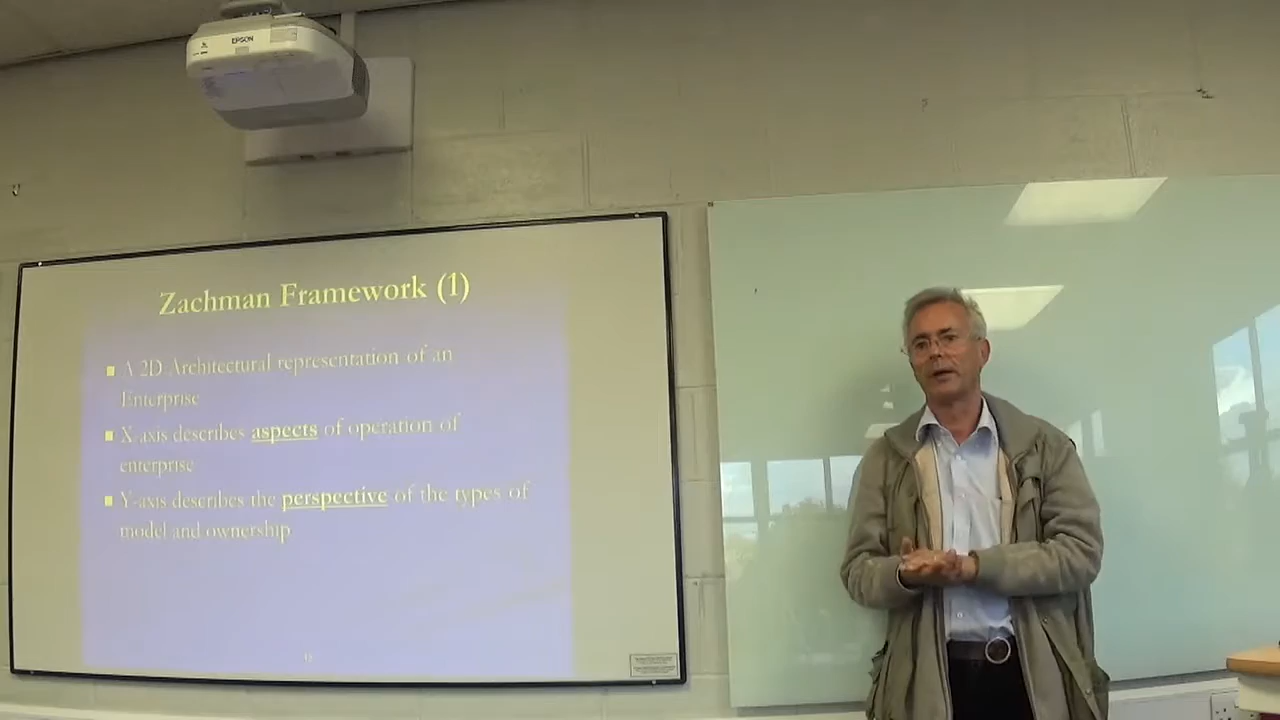 EPSON
Zachman Framework (1)
A 2D Architectural representation of an
Enterprise
X-axis describes aspects of operation of
enterprise
Y-axis describes the perspective of the types of
model and ownership